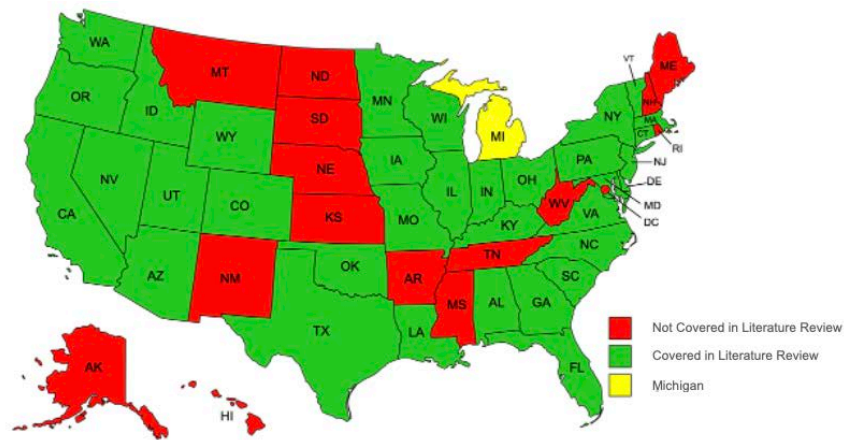 WA
MT
ND
MN
VT
ME
OR
ID
SD
WI
MI
NY
NH
MA
CT
RI
WY
NE
IA
PA
NJ
NV
UT
CO
KS
MO
IL
IN
OH
WV
VA
DE
MD
DC
CA
KY
AZ
NM
OK
AR
TN
NC
SC
MS
AL
GA
TX
LA
FL
AK
HI
Not Covered in Literature Review
Covered in Literature Review
Michigan